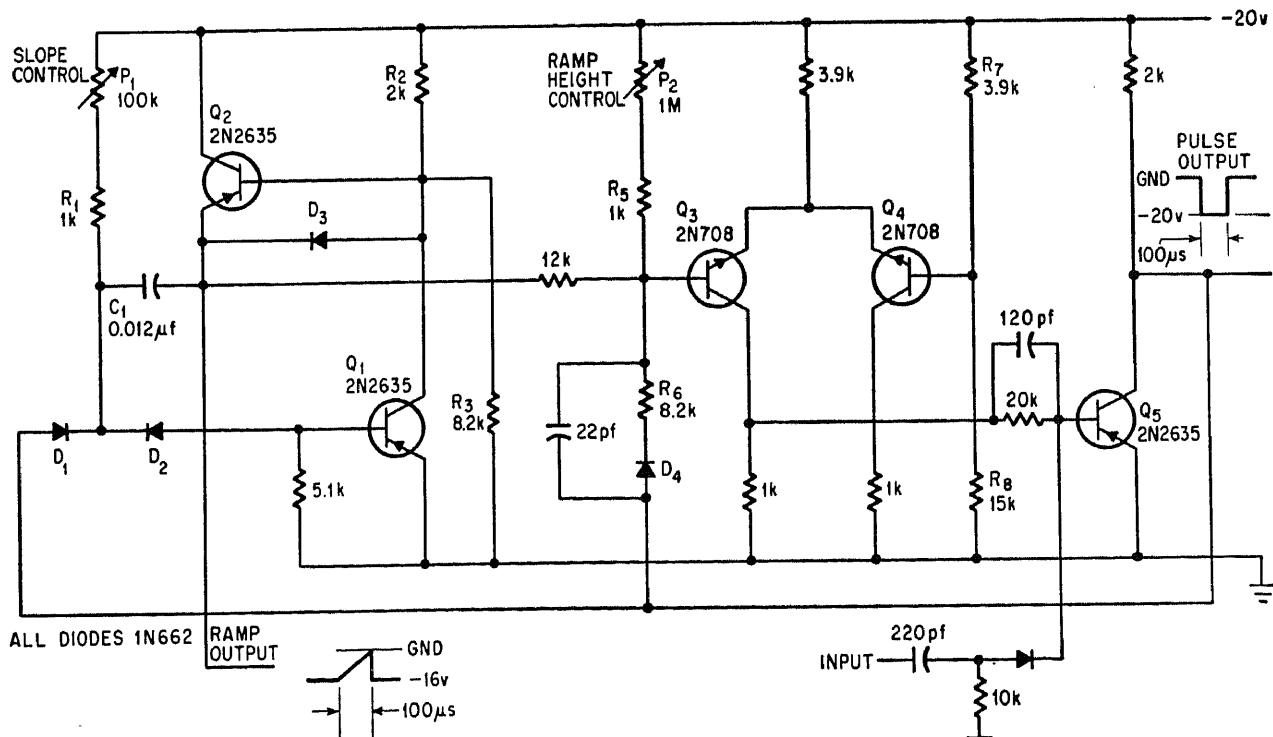 -20v
SLOPE
CONTROL
P1
100k
R1
1k
Q2
2N2635
R2
2k
D3
C1
0.012μf
RAMP
HEIGHT
CONTROL
P2
1M
R5
1k
12k
3.9k
R7
3.9k
2k
Q3
2N708
Q4
2N708
PULSE
OUTPUT
GND
-20v
100μs
Q1
2N2635
R3
8.2k
22pf
R6
8.2k
D4
120pf
20k
Q5
2N2635
D1
D2
5.1k
1k
1k
R8
15k
ALL DIODES 1N662
RAMP
OUTPUT
GND
-16v
100μs
INPUT
220pf
10k